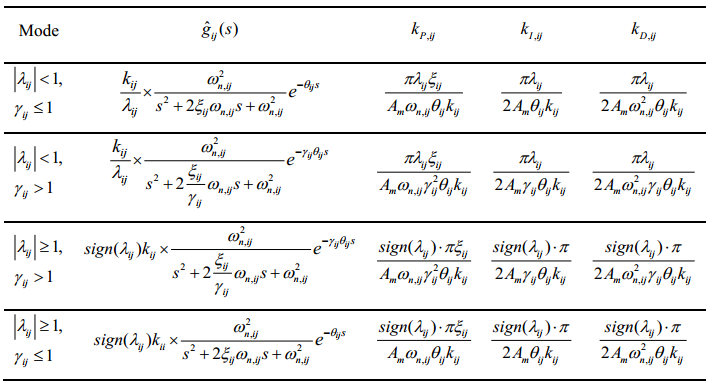 Mode $\hat{g}_{ij}(s)$ $k_{P,ij}$ $k_{I,ij}$ $k_{D,ij}$
$|\lambda_{ij}|<1, \gamma_{ij} \leq 1$ $\frac{k_{ij}}{\lambda_{ij}} \times \frac{\omega_{n,ij}^2}{s^2+2\xi_{ij}\omega_{n,ij}s+\omega_{n,ij}^2}e^{-\theta_{ij}s}$ $\frac{\pi\lambda_{ij}\xi_{ij}}{A_m\omega_{n,ij}\theta_{ij}k_{ij}}$ $\frac{\pi\lambda_{ij}}{2A_m\theta_{ij}k_{ij}}$ $\frac{\pi\lambda_{ij}}{2A_m\omega_{n,ij}^2\theta_{ij}k_{ij}}$
$|\lambda_{ij}|<1, \gamma_{ij} > 1$ $\frac{k_{ij}}{\lambda_{ij}} \times \frac{\omega_{n,ij}^2}{s^2+2\frac{\xi_{ij}}{\gamma_{ij}}\omega_{n,ij}s+\omega_{n,ij}^2}e^{-\gamma_{ij}\theta_{ij}s}$ $\frac{\pi\lambda_{ij}\xi_{ij}}{A_m\omega_{n,ij}\gamma_{ij}^2\theta_{ij}k_{ij}}$ $\frac{\pi\lambda_{ij}}{2A_m\gamma_{ij}\theta_{ij}k_{ij}}$ $\frac{\pi\lambda_{ij}}{2A_m\omega_{n,ij}^2\gamma_{ij}\theta_{ij}k_{ij}}$
$|\lambda_{ij}|\geq 1, \gamma_{ij} > 1$ $sign(\lambda_{ij})k_{ij} \times \frac{\omega_{n,ij}^2}{s^2+2\frac{\xi_{ij}}{\gamma_{ij}}\omega_{n,ij}s+\omega_{n,ij}^2}e^{-\gamma_{ij}\theta_{ij}s}$ $\frac{sign(\lambda_{ij})\cdot\pi\xi_{ij}}{A_m\omega_{n,ij}\gamma_{ij}^2\theta_{ij}k_{ij}}$ $\frac{sign(\lambda_{ij})\cdot\pi}{2A_m\gamma_{ij}\theta_{ij}k_{ij}}$ $\frac{sign(\lambda_{ij})\cdot\pi}{2A_m\omega_{n,ij}^2\gamma_{ij}\theta_{ij}k_{ij}}$
$|\lambda_{ij}|\geq 1, \gamma_{ij} \leq 1$ $sign(\lambda_{ij})k_{ii} \times \frac{\omega_{n,ij}^2}{s^2+2\xi_{ij}\omega_{n,ij}s+\omega_{n,ij}^2}e^{-\theta_{ij}s}$ $\frac{sign(\lambda_{ij})\cdot\pi\xi_{ij}}{A_m\omega_{n,ij}\theta_{ij}k_{ij}}$ $\frac{sign(\lambda_{ij})\cdot\pi}{2A_m\theta_{ij}k_{ij}}$ $\frac{sign(\lambda_{ij})\cdot\pi}{2A_m\omega_{n,ij}^2\theta_{ij}k_{ij}}$